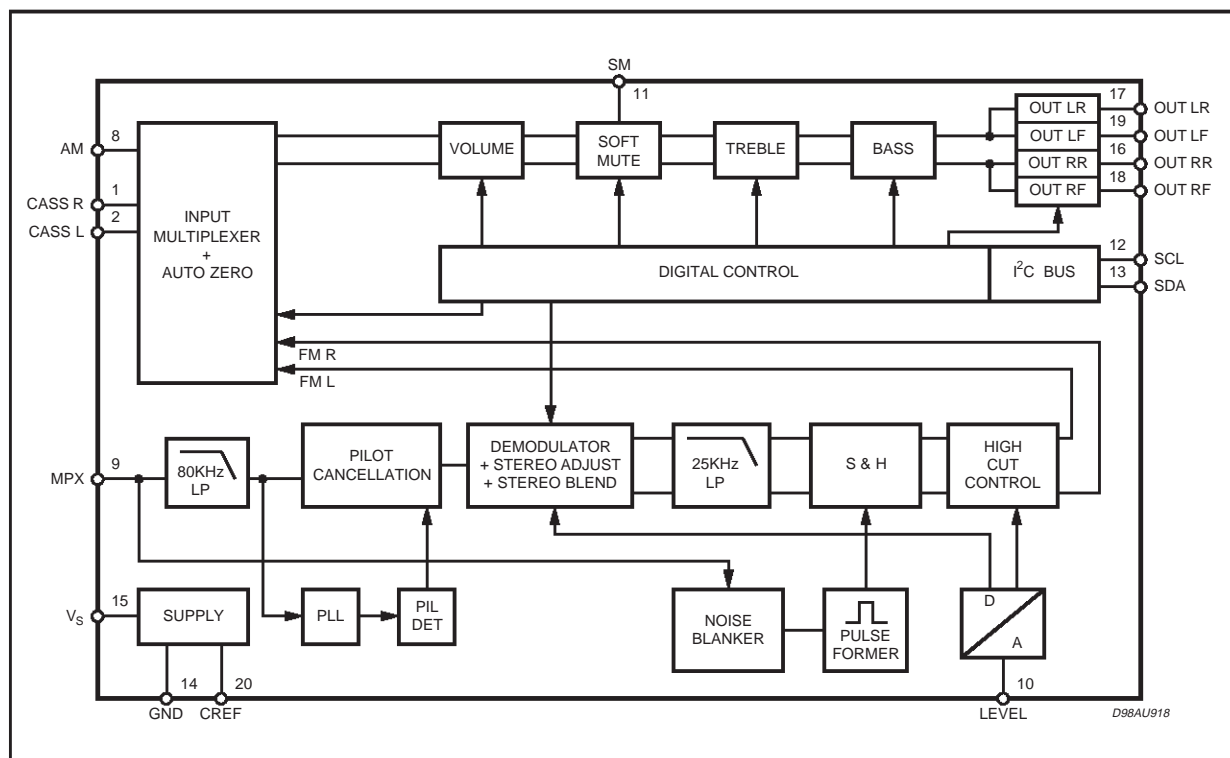 SM
11
17
OUT LR
OUT LR
8
19
AM
VOLUME
SOFT
MUTE
TREBLE
BASS
OUT LF
OUT LF
16
OUT RR
OUT RR
1
18
CASS R
OUT RF
OUT RF
2
CASS L
INPUT
MULTIPLEXER
+
AUTO ZERO
12
DIGITAL CONTROL
I²C BUS
SCL
13
SDA
FM R
FM L
9
MPX
80KHz
LP
PILOT
CANCELLATION
DEMODULATOR
+ STEREO ADJUST
+ STEREO BLEND
25KHz
LP
S & H
HIGH
CUT
CONTROL
15
VS
SUPPLY
PLL
PIL
DET
NOISE
BLANKER
PULSE
FORMER
D
A
14
20
10
GND
CREF
LEVEL
D98AU918